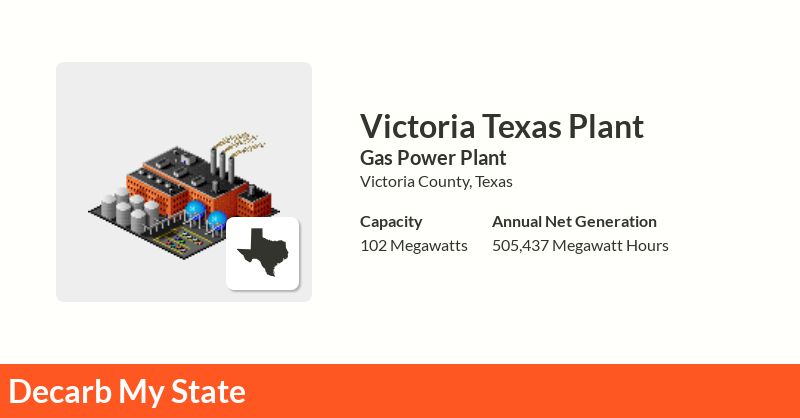 Victoria Texas Plant
Gas Power Plant
Victoria County, Texas
Capacity
Annual Net Generation
102 Megawatts
505,437 Megawatt Hours
Decarb My State